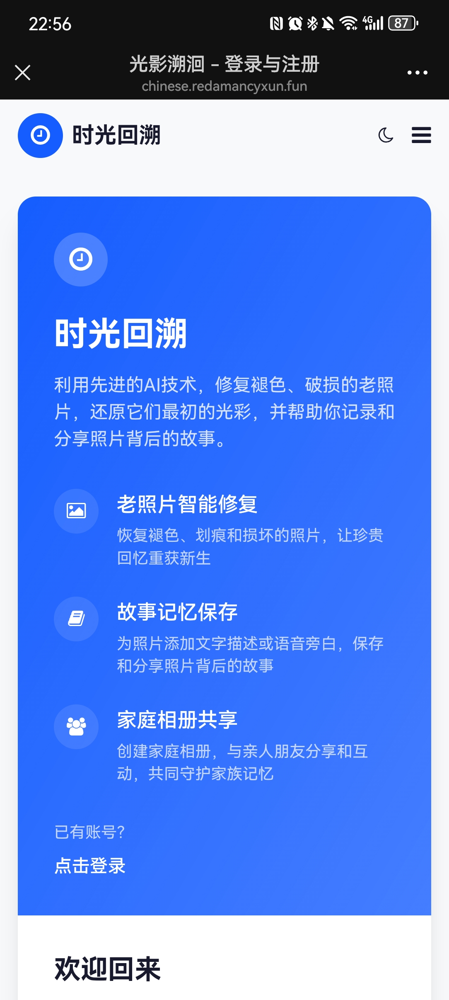 22:56
4G
87
光影溯洄 – 登录与注册
chinese.redamancyxun.fun
时光回溯
时光回溯
利用先进的AI技术，修复褪色、破损的老照
片，还原它们最初的光彩，并帮助你记录和
分享照片背后的故事。
老照片智能修复
恢复褪色、划痕和损坏的照片，让珍贵
回忆重获新生
故事记忆保存
为照片添加文字描述或语音旁白，保存
和分享照片背后的故事
家庭相册共享
创建家庭相册，与亲人朋友分享和互
动，共同守护家族记忆
已有账号？
点击登录
欢迎回来